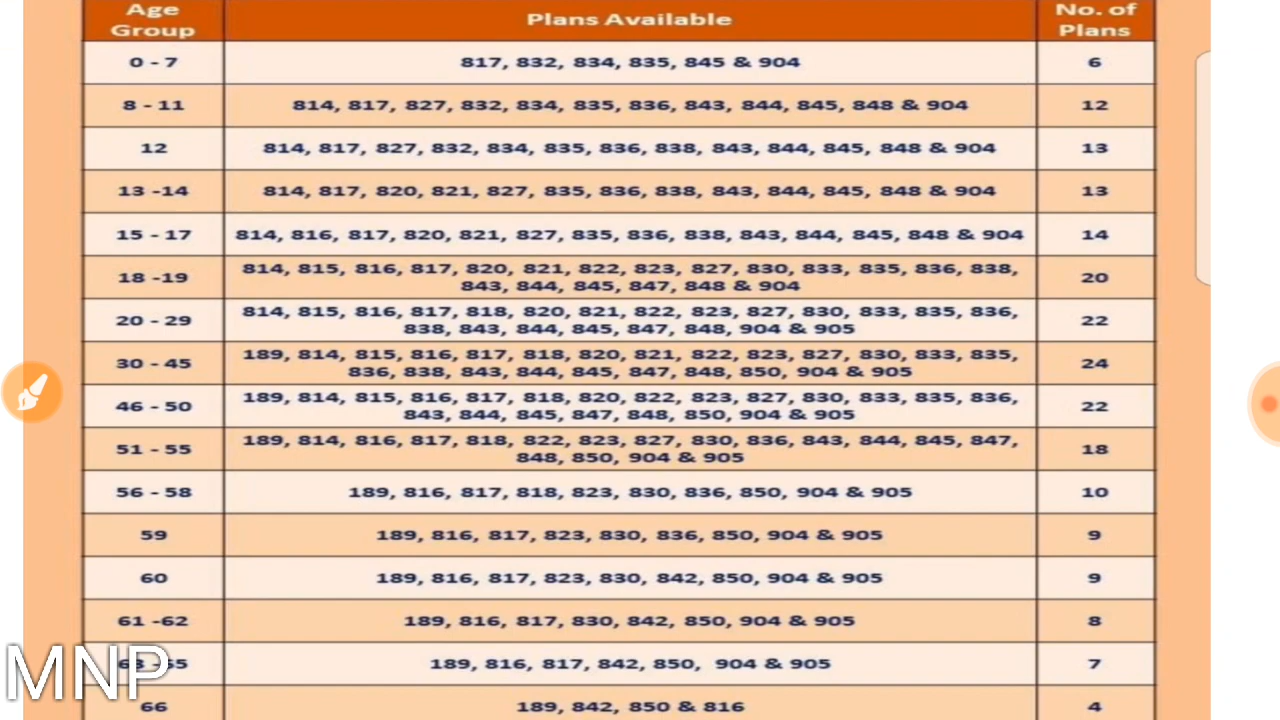 Age Group Plans Available No. of Plans
0 - 7 817, 832, 834, 835, 845 & 904 6
8 - 11 814, 817, 827, 832, 834, 835, 836, 843, 844, 845, 848 & 904 12
12 814, 817, 827, 832, 834, 835, 836, 838, 843, 844, 845, 848 & 904 13
13 -14 814, 817, 820, 821, 827, 835, 836, 838, 843, 844, 845, 848 & 904 13
15 - 17 814, 816, 817, 820, 821, 827, 835, 836, 838, 843, 844, 845, 848 & 904 14
18 -19 814, 815, 816, 817, 820, 821, 822, 823, 827, 830, 833, 835, 836, 838,
843, 844, 845, 847, 848 & 904 20
20 - 29 814, 815, 816, 817, 818, 820, 821, 822, 823, 827, 830, 833, 835, 836,
838, 843, 844, 845, 847, 848, 904 & 905 22
30 - 45 189, 814, 815, 816, 817, 818, 820, 821, 822, 823, 827, 830, 833, 835,
836, 838, 843, 844, 845, 847, 848, 850, 904 & 905 24
46 - 50 189, 814, 815, 816, 817, 818, 820, 822, 823, 827, 830, 833, 835, 836,
843, 844, 845, 847, 848, 850, 904 & 905 22
51 - 55 189, 814, 816, 817, 818, 822, 823, 827, 830, 836, 843, 844, 845, 847,
848, 850, 904 & 905 18
56 - 58 189, 816, 817, 818, 823, 830, 836, 850, 904 & 905 10
59 189, 816, 817, 823, 830, 836, 850, 904 & 905 9
60 189, 816, 817, 823, 830, 842, 850, 904 & 905 9
61 -62 189, 816, 817, 830, 842, 850, 904 & 905 8
63 -65 189, 816, 817, 842, 850, 904 & 905 7
66 189, 842, 850 & 816 4
MNP